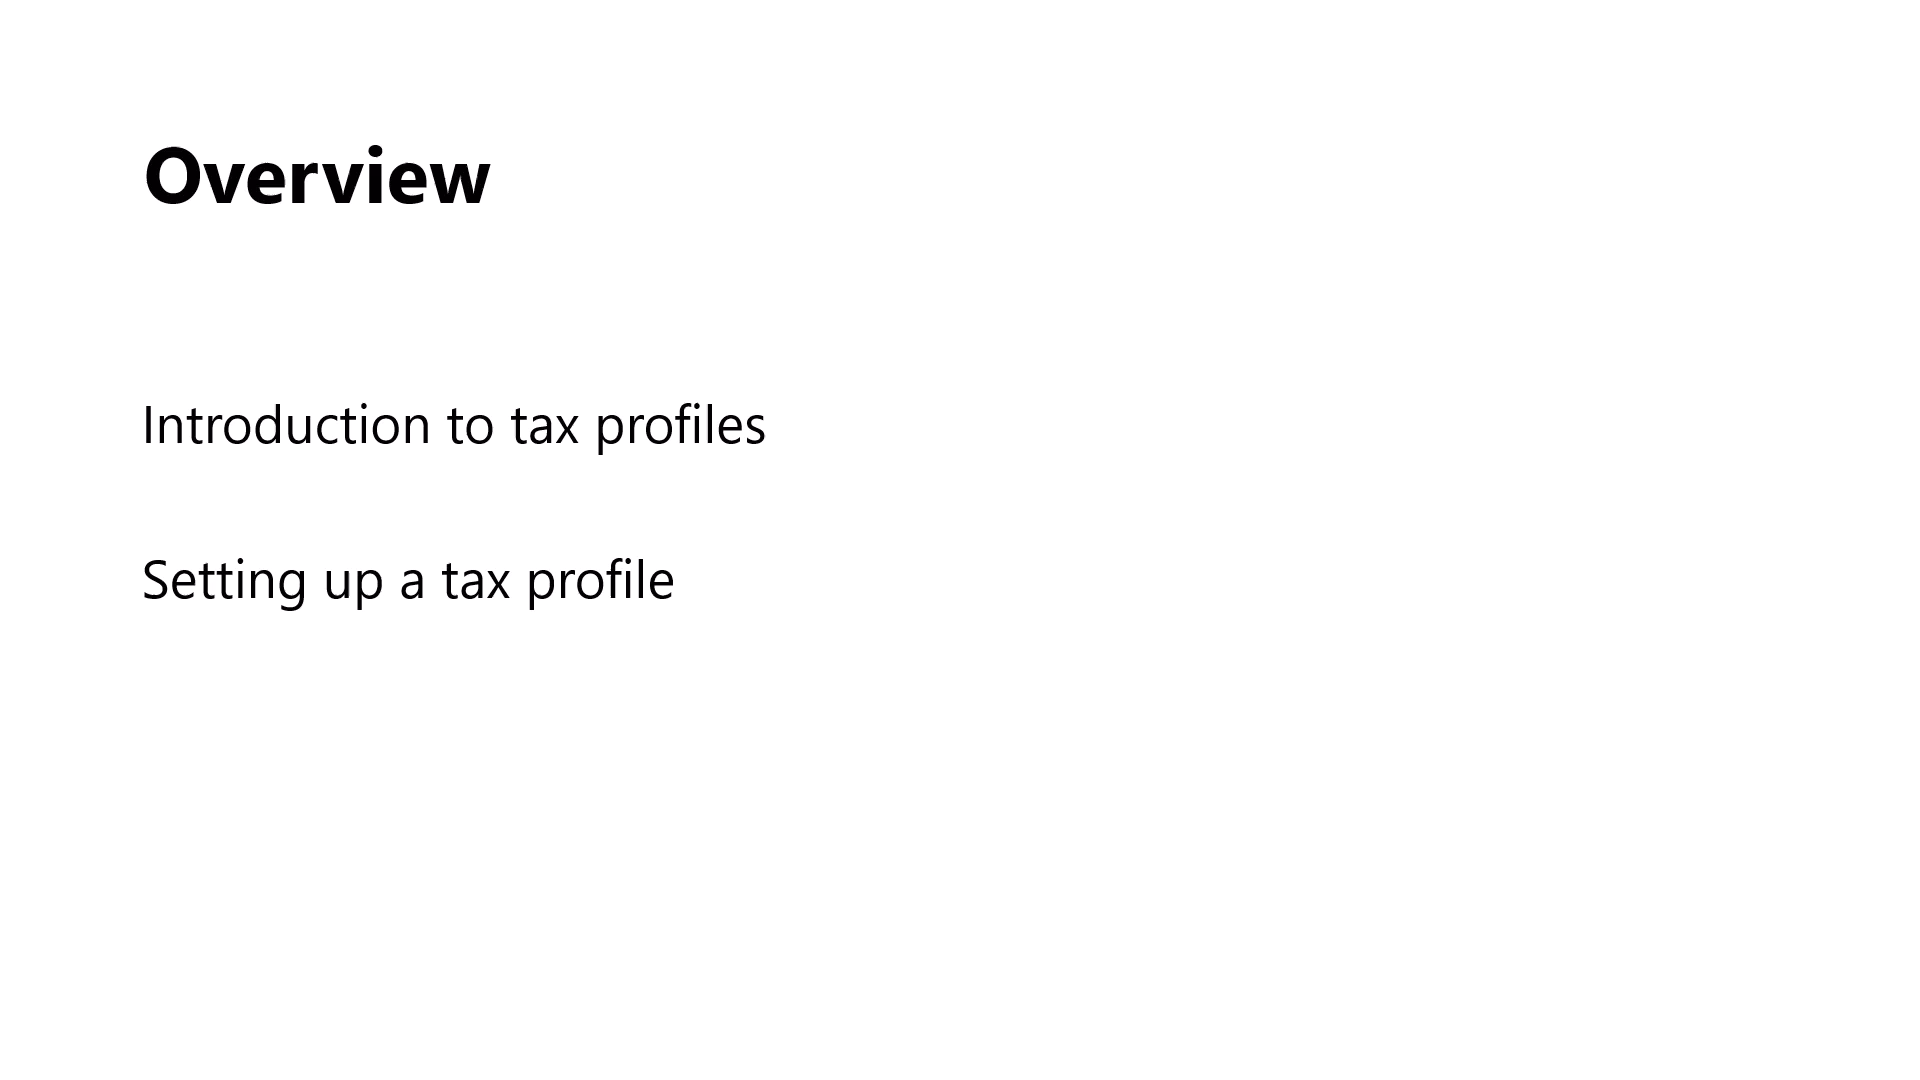 Overview
Introduction to tax profiles
Setting up a tax profile